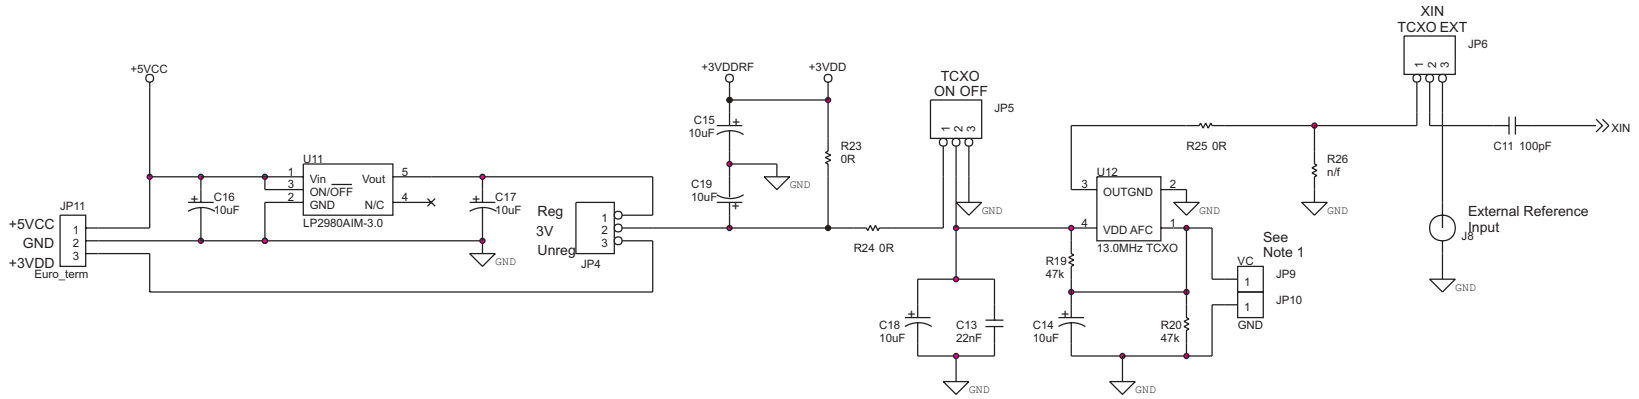 +5VCC
JP11
+5VCC
GND
+3VDD
1
2
3
Euro_term
C16
10uF
U11
1
3
2
Vin
ON/OFF
GND
Vout
N/C
5
4
LP2980AIM-3.0
C17
10uF
GND
Reg
3V
Unreg
1
2
3
JP4
+3VDDRF
+3VDD
C15
10uF
C19
10uF
GND
R23
0R
R24 0R
TCXO
ON OFF
JP5
1
2
3
GND
C18
10uF
C13
22nF
GND
U12
3
OUTGND
2
4
VDD AFC
1
13.0MHz TCXO
GND
R19
47k
C14
10uF
R20
47k
GND
See
Note 1
VC
1
JP9
1
JP10
GND
R25 0R
R26
n/f
GND
XIN
TCXO EXT
JP6
1
2
3
C11 100pF
XIN
External Reference
Input
J8
GND